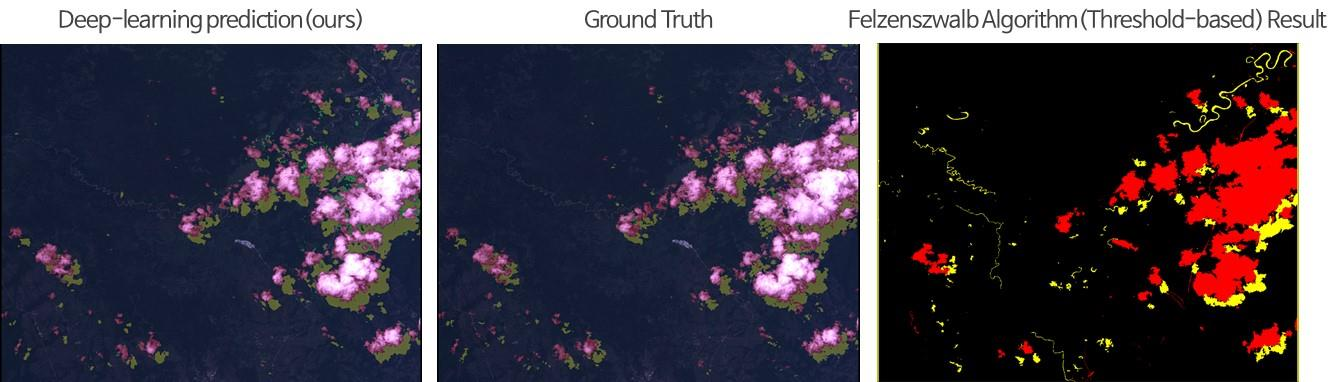 Deep-learning prediction (ours)
Ground Truth
Felzenszwalb Algorithm (Threshold-based) Result